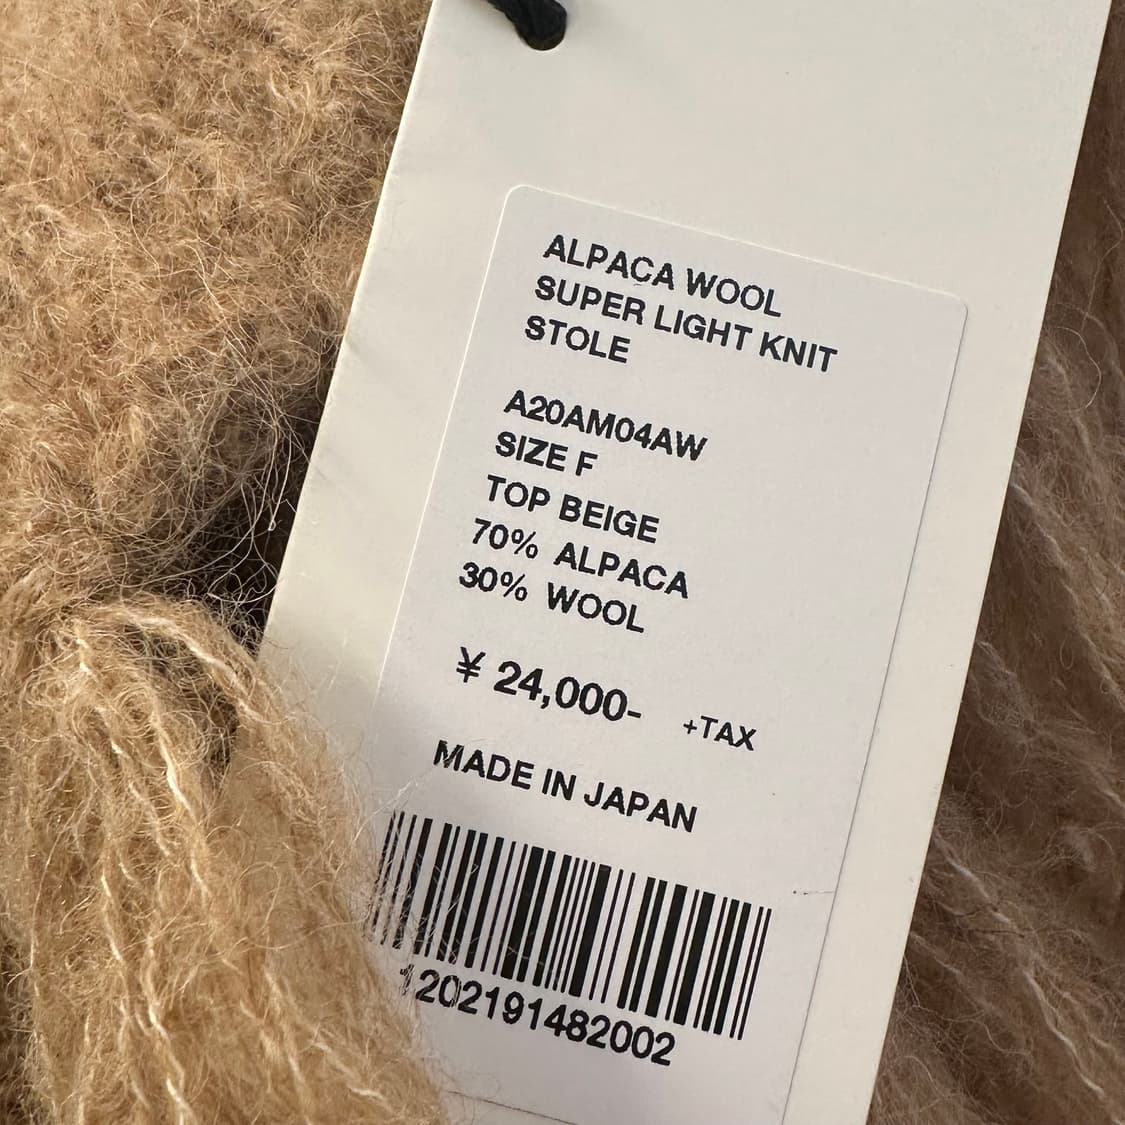 ALPACA WOOL
SUPER LIGHT KNIT
STOLE
A20AM04AW
SIZE F
TOP BEIGE
70% ALPACA
30% WOOL
¥ 24,000- +TAX
MADE IN JAPAN
1202191482002